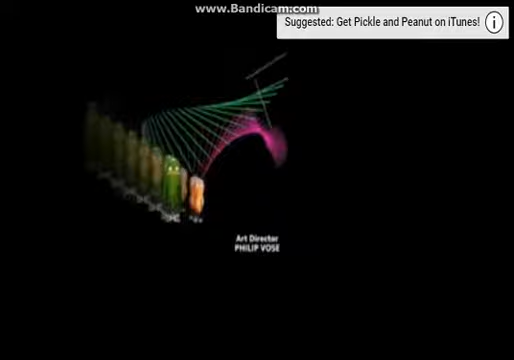 www.Bandicam.com
Suggested: Get Pickle and Peanut on iTunes!
Art Director
PHILIP VOSE